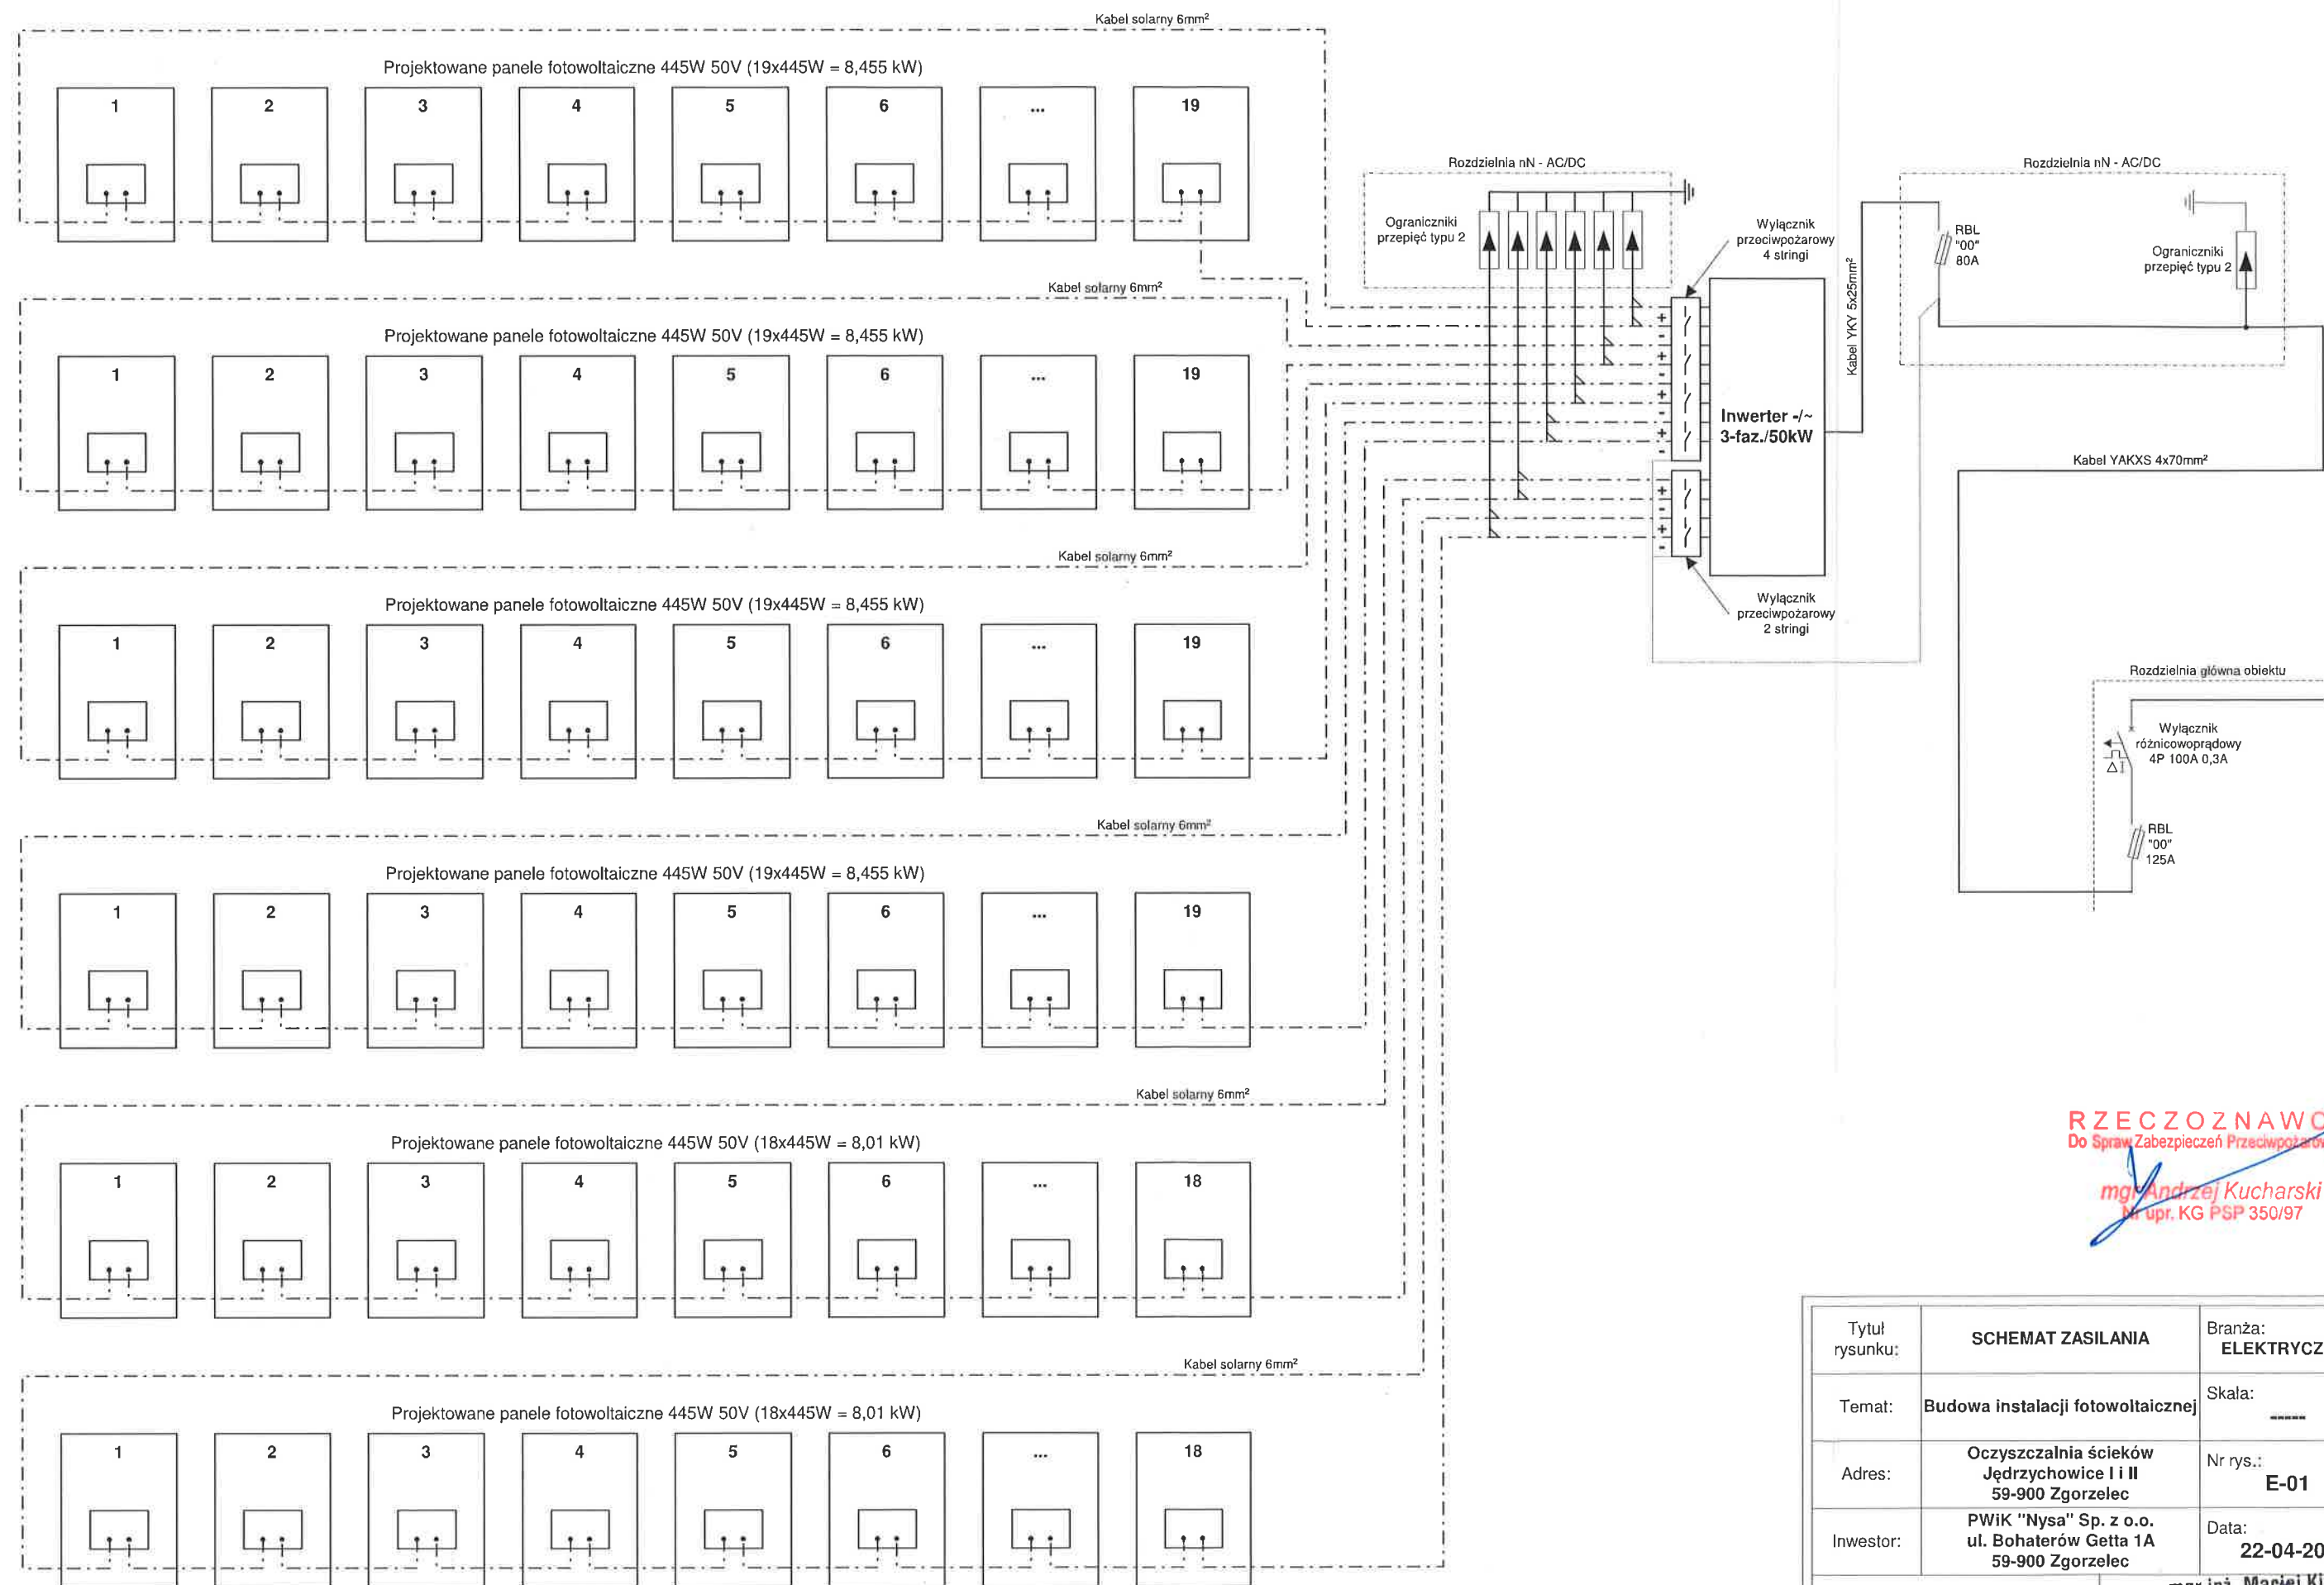 Kabel solarny 6mm²
Projektowane panele fotowoltaiczne 445W 50V (19x445W = 8,455 kW)
1 2 3 4 5 6 ... 19
Kabel solarny 6mm²
Projektowane panele fotowoltaiczne 445W 50V (19x445W = 8,455 kW)
1 2 3 4 5 6 ... 19
Kabel solarny 6mm²
Projektowane panele fotowoltaiczne 445W 50V (19x445W = 8,455 kW)
1 2 3 4 5 6 ... 19
Kabel solarny 6mm²
Projektowane panele fotowoltaiczne 445W 50V (19x445W = 8,455 kW)
1 2 3 4 5 6 ... 19
Kabel solarny 6mm²
Projektowane panele fotowoltaiczne 445W 50V (18x445W = 8,01 kW)
1 2 3 4 5 6 ... 18
Kabel solarny 6mm²
Projektowane panele fotowoltaiczne 445W 50V (18x445W = 8,01 kW)
1 2 3 4 5 6 ... 18
Rozdzielnia nN - AC/DC
Ograniczniki
przepięć typu 2
Wyłącznik
przeciwpożarowy
4 stringi
+
-
+
-
+
-
+
-
+
-
+
-
Inwerter -/~
3-faz./50kW
Wyłącznik
przeciwpożarowy
2 stringi
Kabel YKY 5x25mm²
Rozdzielnia nN - AC/DC
RBL
"00"
80A
Ograniczniki
przepięć typu 2
Kabel YAKXS 4x70mm²
Rozdzielnia główna obiektu
Wyłącznik
różnicowoprądowy
4P 100A 0,3A
ΔI
RBL
"00"
125A
RZECZOZNAWC
Do Spraw Zabezpieczeń Przeciwpożarow
mgr Andrzej Kucharski
Nr upr. KG PSP 350/97
Tytuł
rysunku:
SCHEMAT ZASILANIA
Branża:
ELEKTRYCZ
Temat:
Budowa instalacji fotowoltaicznej
Skala:
-----
Adres:
Oczyszczalnia ścieków
Jędrzychowice I i II
59-900 Zgorzelec
Nr rys.:
E-01
Inwestor:
PWiK "Nysa" Sp. z o.o.
ul. Bohaterów Getta 1A
59-900 Zgorzelec
Data:
22-04-20
mgr inż. Maciej